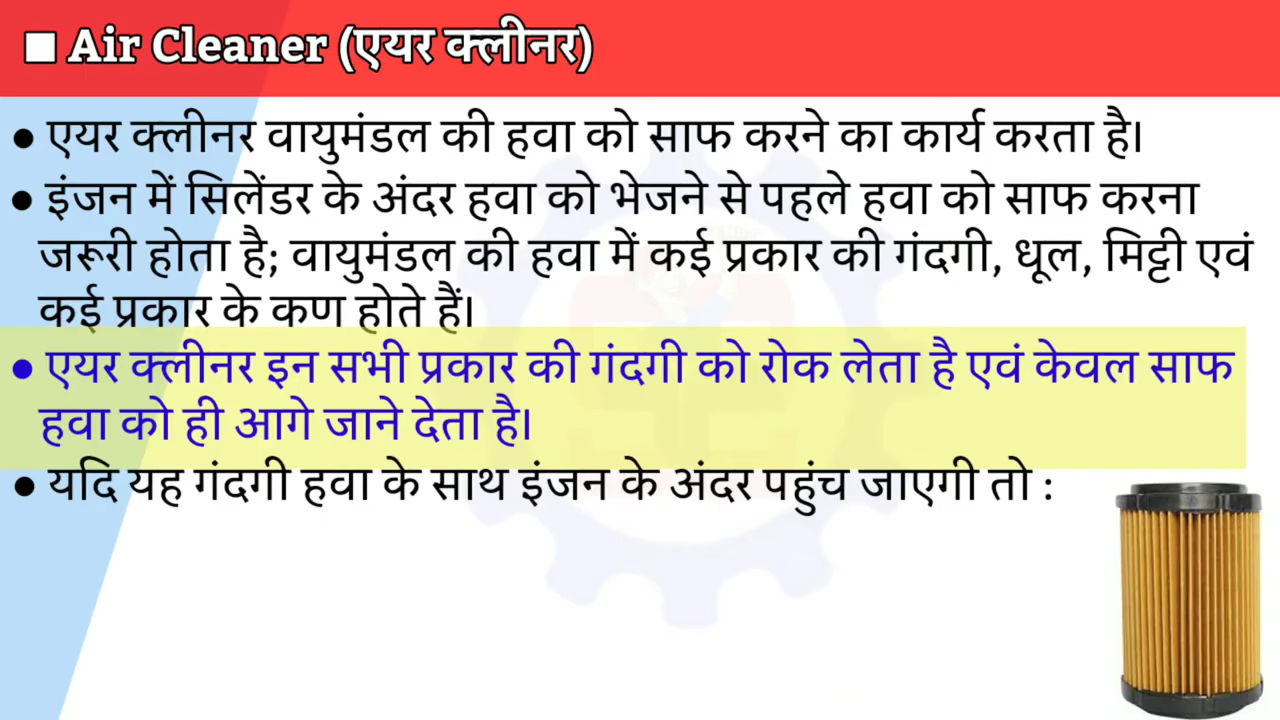 ■ Air Cleaner (एयर क्लीनर)
● एयर क्लीनर वायुमंडल की हवा को साफ करने का कार्य करता है।
● इंजन में सिलेंडर के अंदर हवा को भेजने से पहले हवा को साफ करना
जरूरी होता है; वायुमंडल की हवा में कई प्रकार की गंदगी, धूल, मिट्टी एवं
कई प्रकार के कण होते हैं।
● एयर क्लीनर इन सभी प्रकार की गंदगी को रोक लेता है एवं केवल साफ
हवा को ही आगे जाने देता है।
● यदि यह गंदगी हवा के साथ इंजन के अंदर पहुंच जाएगी तो :